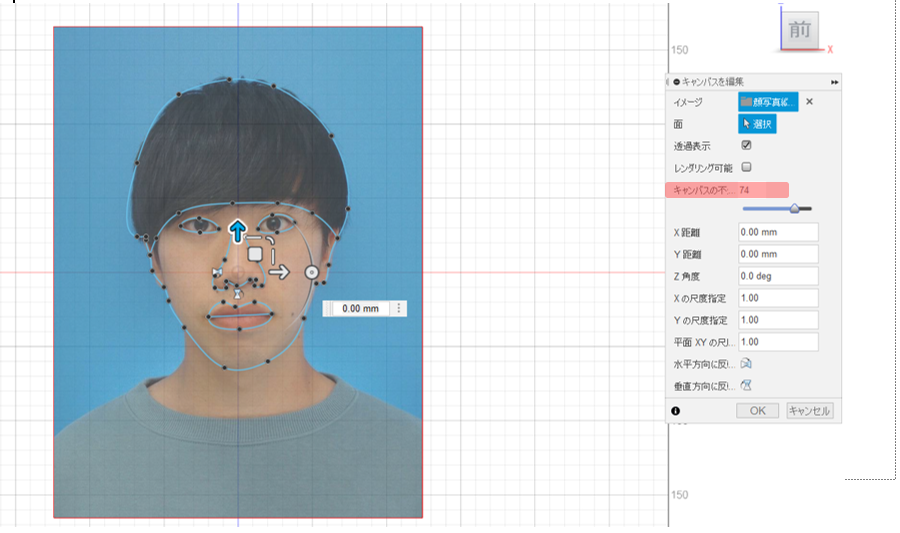 150
前
X
キャンバスを編集
イメージ 顔写真(...
面 選択
透過表示
レンダリング可能
キャンバスの不... 74
X 距離 0.00 mm
Y 距離 0.00 mm
Z 角度 0.0 deg
X の尺度指定 1.00
Y の尺度指定 1.00
平面 XY の尺... 1.00
水平方向に反...
垂直方向に反...
OK キャンセル
0.00 mm
150